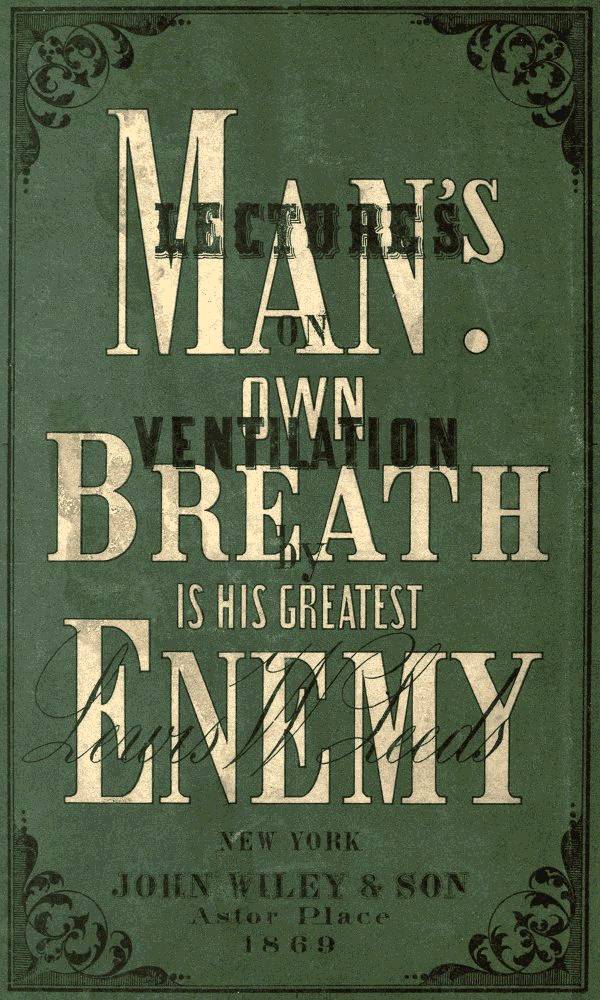 MAN'S.
LECTURES
ON
OWN
VENTILATION
BREATH
by
IS HIS GREATEST
ENEMY
Lewis W. Leeds
NEW YORK
JOHN WILEY & SON
Astor Place
1869